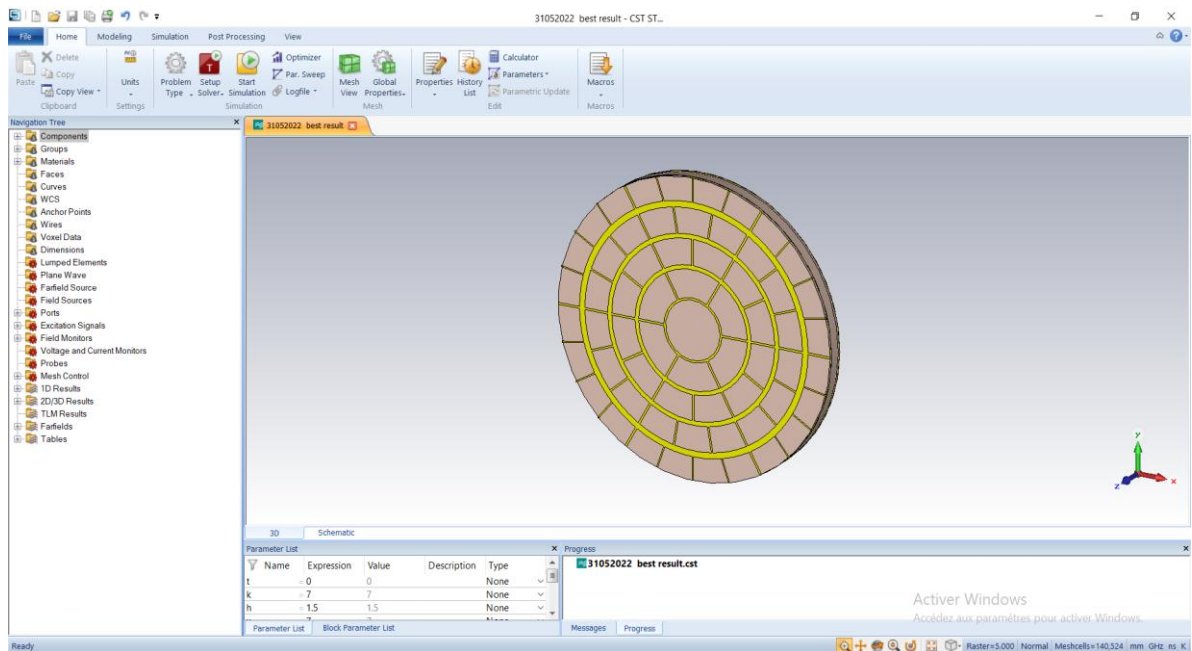 31052022 best result - CST ST...
File Home Modeling Simulation Post Processing View
Paste
Delete
Copy
Copy View
Clipboard
Units
Settings
Problem Type
Setup Solver
Start Simulation
Optimizer
Par. Sweep
Logfile
Simulation
Mesh View
Global Properties
Mesh
Properties
History List
Calculator
Parameters
Parametric Update
Edit
Macros
Macros
Navigation Tree
Components
Groups
Materials
Faces
Curves
WCS
Anchor Points
Wires
Voxel Data
Dimensions
Lumped Elements
Plane Wave
Farfield Source
Field Sources
Ports
Excitation Signals
Field Monitors
Voltage and Current Monitors
Probes
Mesh Control
1D Results
2D/3D Results
TLM Results
Farfields
Tables
31052022 best result
y
z
x
3D Schematic
Parameter List
Name Expression Value Description Type
t = 0 0 None
k = 7 7 None
h = 1.5 1.5 None
Parameter List Block Parameter List
Progress
31052022 best result.cst
Messages Progress
Activer Windows
Accédez aux paramètres pour activer Windows.
Ready
Raster=5.000 Normal Meshcells=140,524 mm GHz ns K